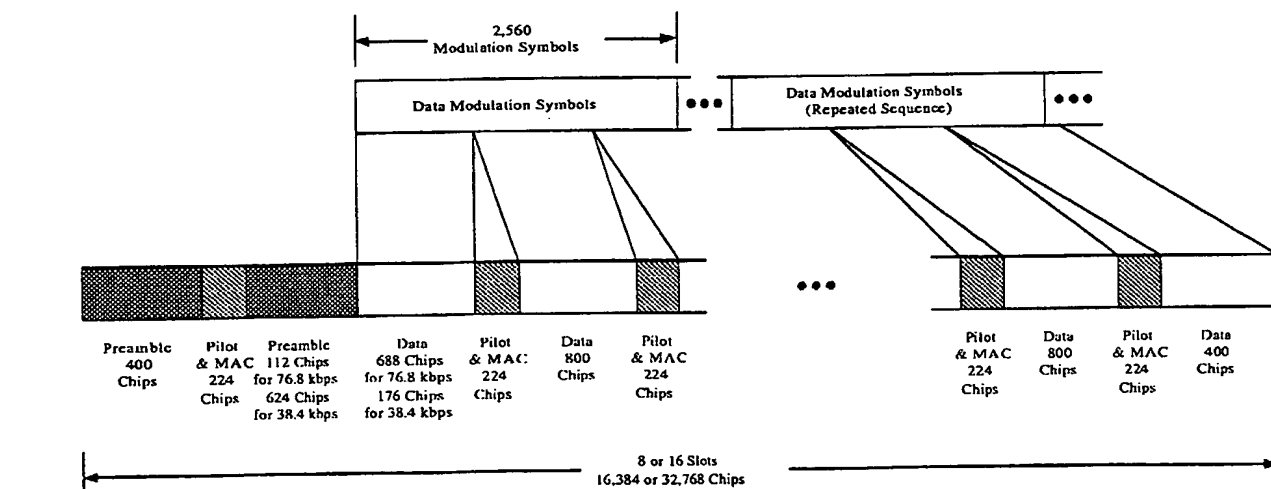 2,560
Modulation Symbols
Data Modulation Symbols
Data Modulation Symbols
(Repeated Sequence)
Preamble
400
Chips
Pilot
& MAC
224
Chips
Preamble
112 Chips
for 76.8 kbps
624 Chips
for 38.4 kbps
Data
688 Chips
for 76.8 kbps
176 Chips
for 38.4 kbps
Pilot
& MAC
224
Chips
Data
800
Chips
Pilot
& MAC
224
Chips
Pilot
& MAC
224
Chips
Data
800
Chips
Pilot
& MAC
224
Chips
Data
400
Chips
8 or 16 Slots
16,384 or 32,768 Chips